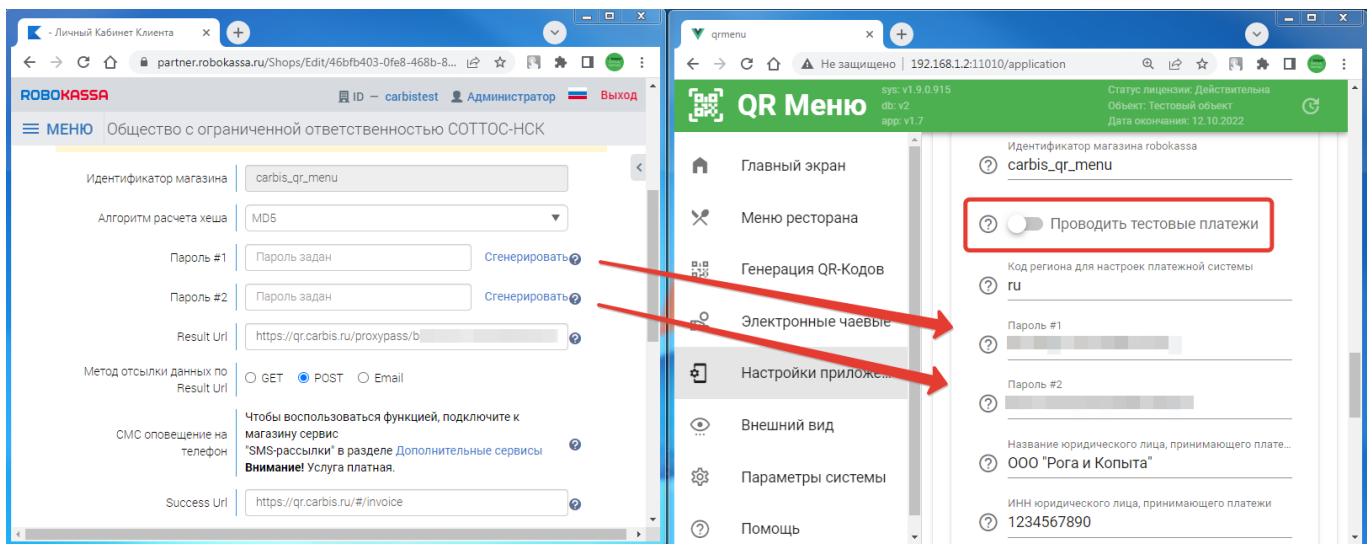 - Личный Кабинет Клиента
partner.robokassa.ru/Shops/Edit/46bfb403-0fe8-468b-8...
ROBOKASSA
ID — carbistest
Администратор
Выход
МЕНЮ
Общество с ограниченной ответственностью СОТТОС-НСК
Идентификатор магазина
carbis_qr_menu
Алгоритм расчета хеша
MD5
Пароль #1
Пароль задан
Сгенерировать
Пароль #2
Пароль задан
Сгенерировать
Result Url
https://qr.carbis.ru/proxypass/b
Метод отсылки данных по
Result Url
GET
POST
Email
СМС оповещение на
телефон
Чтобы воспользоваться функцией, подключите к
магазину сервис
"SMS-рассылки" в разделе Дополнительные сервисы
Внимание! Услуга платная.
Success Url
https://qr.carbis.ru/#/invoice
qrmenu
Не защищено
192.168.1.2:11010/application
QR Меню
sys: v1.9.0.915
db: v2
app: v1.7
Статус лицензии: Действительна
Объект: Тестовый объект
Дата окончания: 12.10.2022
Главный экран
Меню ресторана
Генерация QR-Кодов
Электронные чаевые
Настройки приложе...
Внешний вид
Параметры системы
Помощь
Идентификатор магазина robokassa
carbis_qr_menu
Проводить тестовые платежи
Код региона для настроек платежной системы
ru
Пароль #1
Пароль #2
Название юридического лица, принимающего плате...
ООО "Рога и Копыта"
ИНН юридического лица, принимающего платежи
1234567890